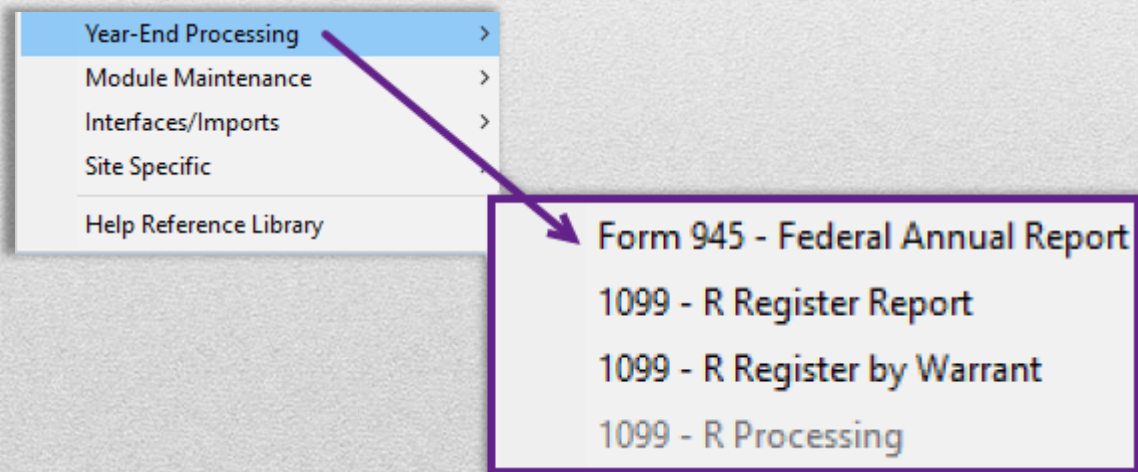 Year-End Processing
Module Maintenance
Interfaces/Imports
Site Specific
Help Reference Library
Form 945 - Federal Annual Report
1099 - R Register Report
1099 - R Register by Warrant
1099 - R Processing